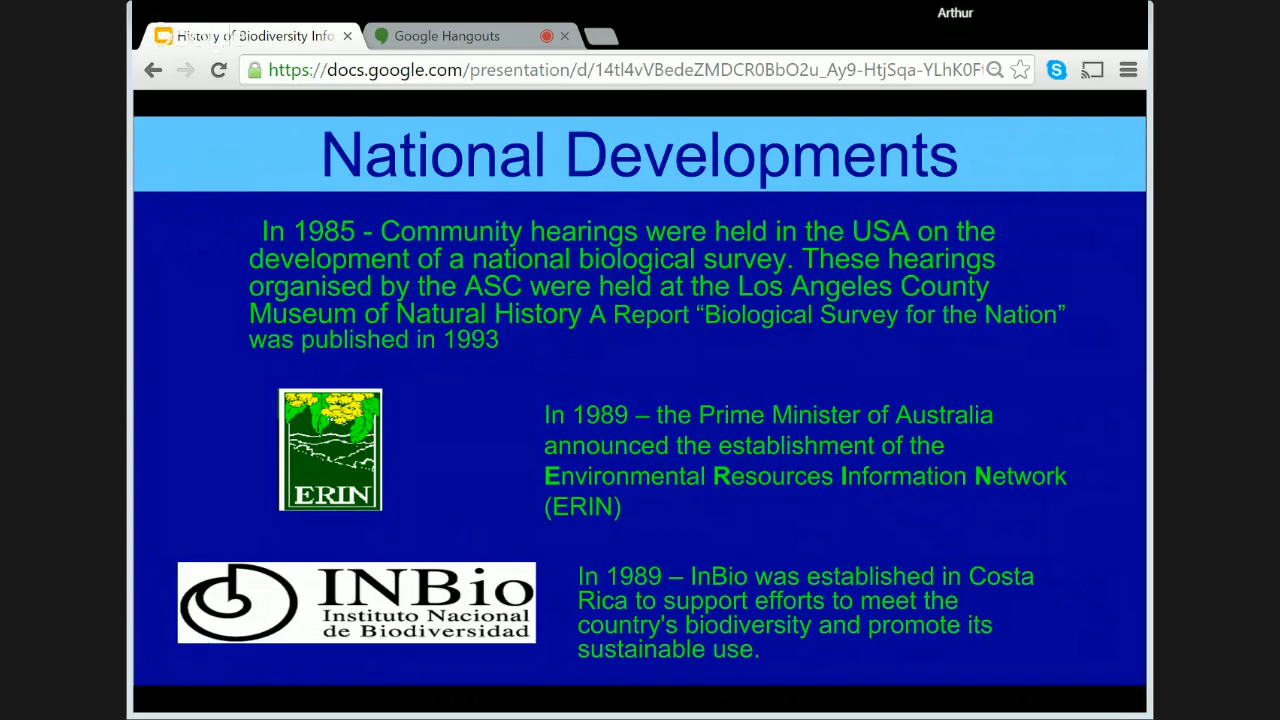 Arthur
History of Biodiversity Info
Google Hangouts
https://docs.google.com/presentation/d/14tl4vVBedeZMDCR0BbO2u_Ay9-HtjSqa-YLhK0F
National Developments
In 1985 - Community hearings were held in the USA on the
development of a national biological survey. These hearings
organised by the ASC were held at the Los Angeles County
Museum of Natural History A Report “Biological Survey for the Nation”
was published in 1993
ERIN
In 1989 – the Prime Minister of Australia
announced the establishment of the
Environmental Resources Information Network
(ERIN)
INBio
Instituto Nacional
de Biodiversidad
In 1989 – InBio was established in Costa
Rica to support efforts to meet the
country's biodiversity and promote its
sustainable use.